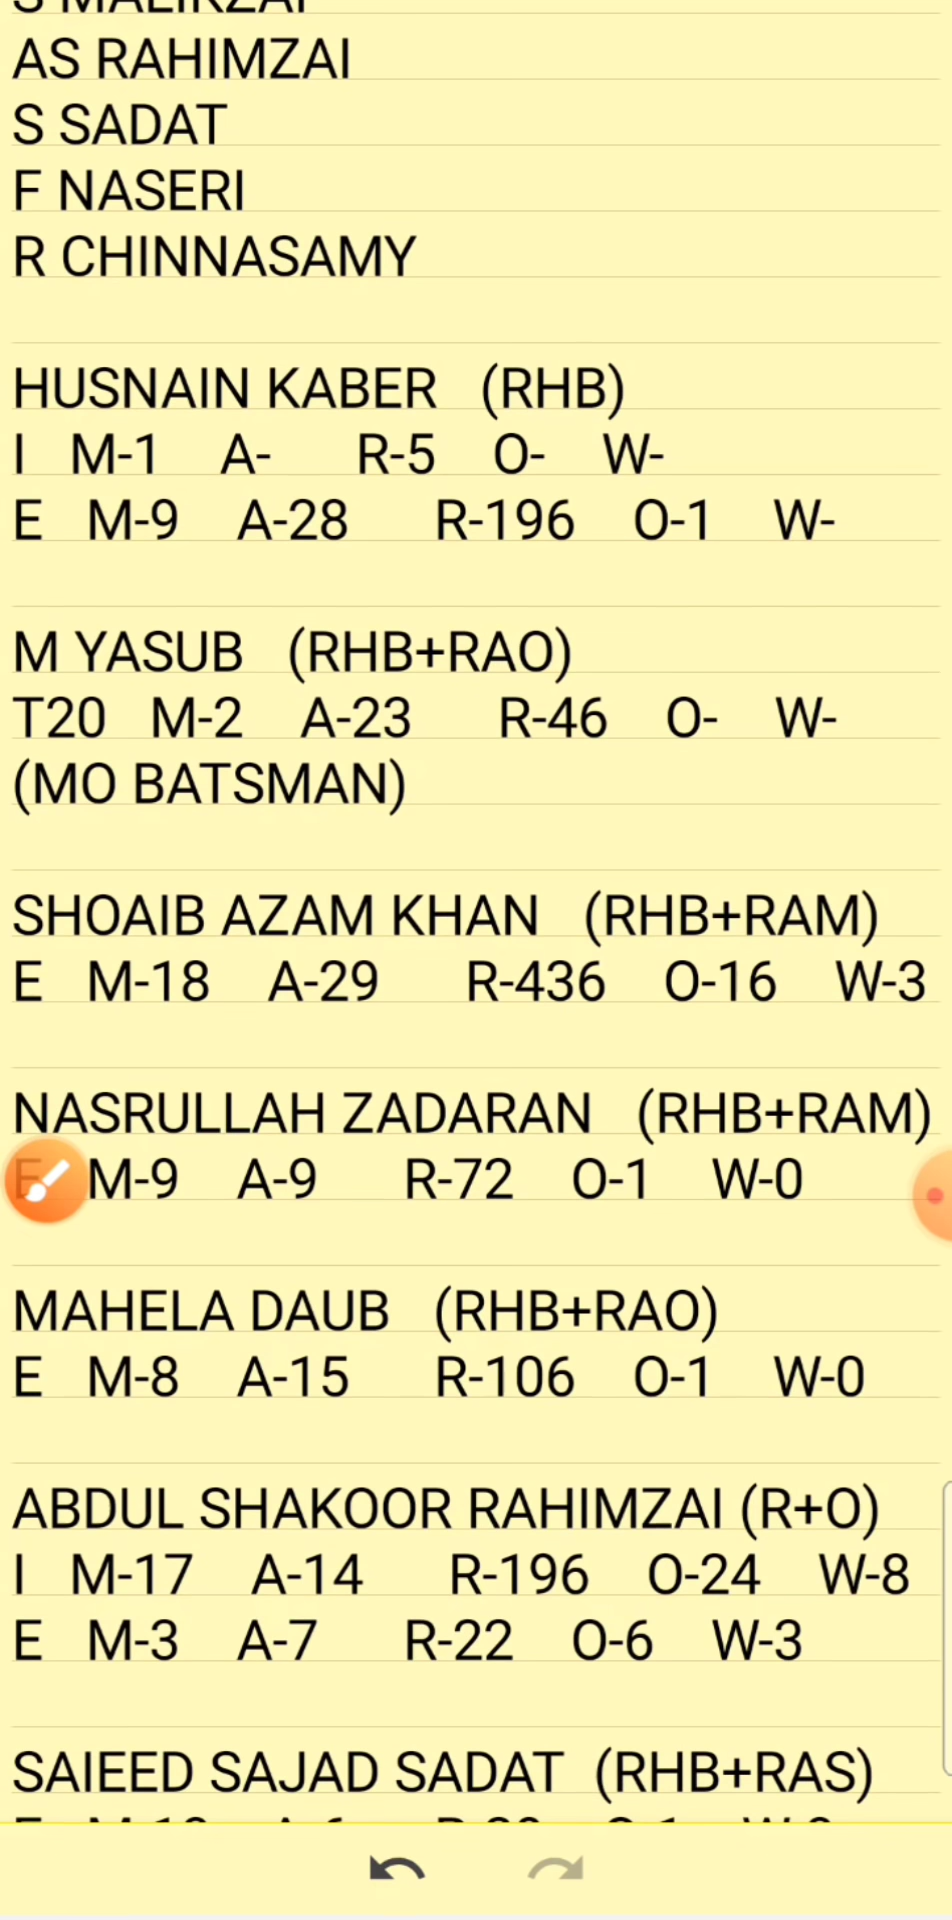 AS RAHIMZAI
S SADAT
F NASERI
R CHINNASAMY
HUSNAIN KABER (RHB)
I M-1 A- R-5 O- W-
E M-9 A-28 R-196 O-1 W-
M YASUB (RHB+RAO)
T20 M-2 A-23 R-46 O- W-
(MO BATSMAN)
SHOAIB AZAM KHAN (RHB+RAM)
E M-18 A-29 R-436 O-16 W-3
NASRULLAH ZADARAN (RHB+RAM)
E M-9 A-9 R-72 O-1 W-0
MAHELA DAUB (RHB+RAO)
E M-8 A-15 R-106 O-1 W-0
ABDUL SHAKOOR RAHIMZAI (R+O)
I M-17 A-14 R-196 O-24 W-8
E M-3 A-7 R-22 O-6 W-3
SAIEED SAJAD SADAT (RHB+RAS)